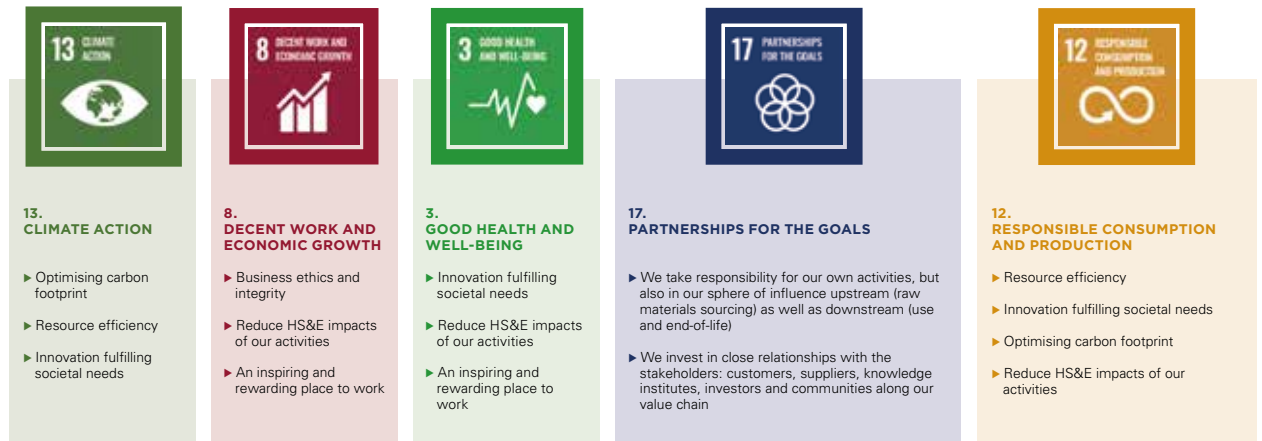 13 CLIMATE
ACTION
13.
CLIMATE ACTION
▶ Optimising carbon
footprint
▶ Resource efficiency
▶ Innovation fulfilling
societal needs
8 DECENT WORK AND
ECONOMIC GROWTH
8.
DECENT WORK AND
ECONOMIC GROWTH
▶ Business ethics and
integrity
▶ Reduce HS&E impacts
of our activities
▶ An inspiring and
rewarding place to work
3 GOOD HEALTH
AND WELL-BEING
3.
GOOD HEALTH AND
WELL-BEING
▶ Innovation fulfilling
societal needs
▶ Reduce HS&E impacts
of our activities
▶ An inspiring and
rewarding place to
work
17 PARTNERSHIPS
FOR THE GOALS
17.
PARTNERSHIPS FOR THE GOALS
▶ We take responsibility for our own activities, but
also in our sphere of influence upstream (raw
materials sourcing) as well as downstream (use
and end-of-life)
▶ We invest in close relationships with the
stakeholders: customers, suppliers, knowledge
institutes, investors and communities along our
value chain
12 RESPONSIBLE
CONSUMPTION
AND PRODUCTION
12.
RESPONSIBLE CONSUMPTION
AND PRODUCTION
▶ Resource efficiency
▶ Innovation fulfilling societal needs
▶ Optimising carbon footprint
▶ Reduce HS&E impacts of our
activities